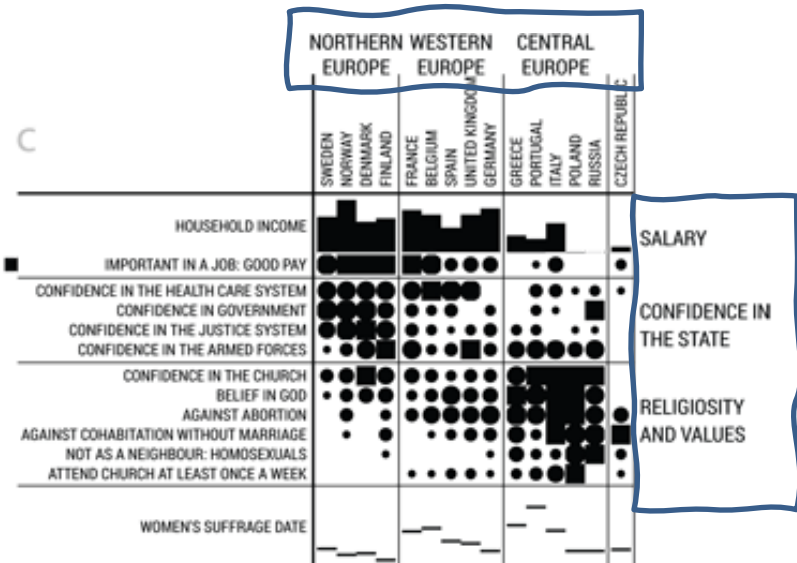 NORTHERN WESTERN CENTRAL
EUROPE EUROPE EUROPE
C
SWEDEN
NORWAY
DENMARK
FINLAND
FRANCE
BELGIUM
SPAIN
UNITED KINGDOM
GERMANY
GREECE
PORTUGAL
ITALY
POLAND
RUSSIA
CZECH REPUBLIC
HOUSEHOLD INCOME
IMPORTANT IN A JOB: GOOD PAY
SALARY
CONFIDENCE IN THE HEALTH CARE SYSTEM
CONFIDENCE IN GOVERNMENT
CONFIDENCE IN THE JUSTICE SYSTEM
CONFIDENCE IN THE ARMED FORCES
CONFIDENCE IN
THE STATE
CONFIDENCE IN THE CHURCH
BELIEF IN GOD
AGAINST ABORTION
AGAINST COHABITATION WITHOUT MARRIAGE
NOT AS A NEIGHBOUR: HOMOSEXUALS
ATTEND CHURCH AT LEAST ONCE A WEEK
RELIGIOSITY
AND VALUES
WOMEN'S SUFFRAGE DATE